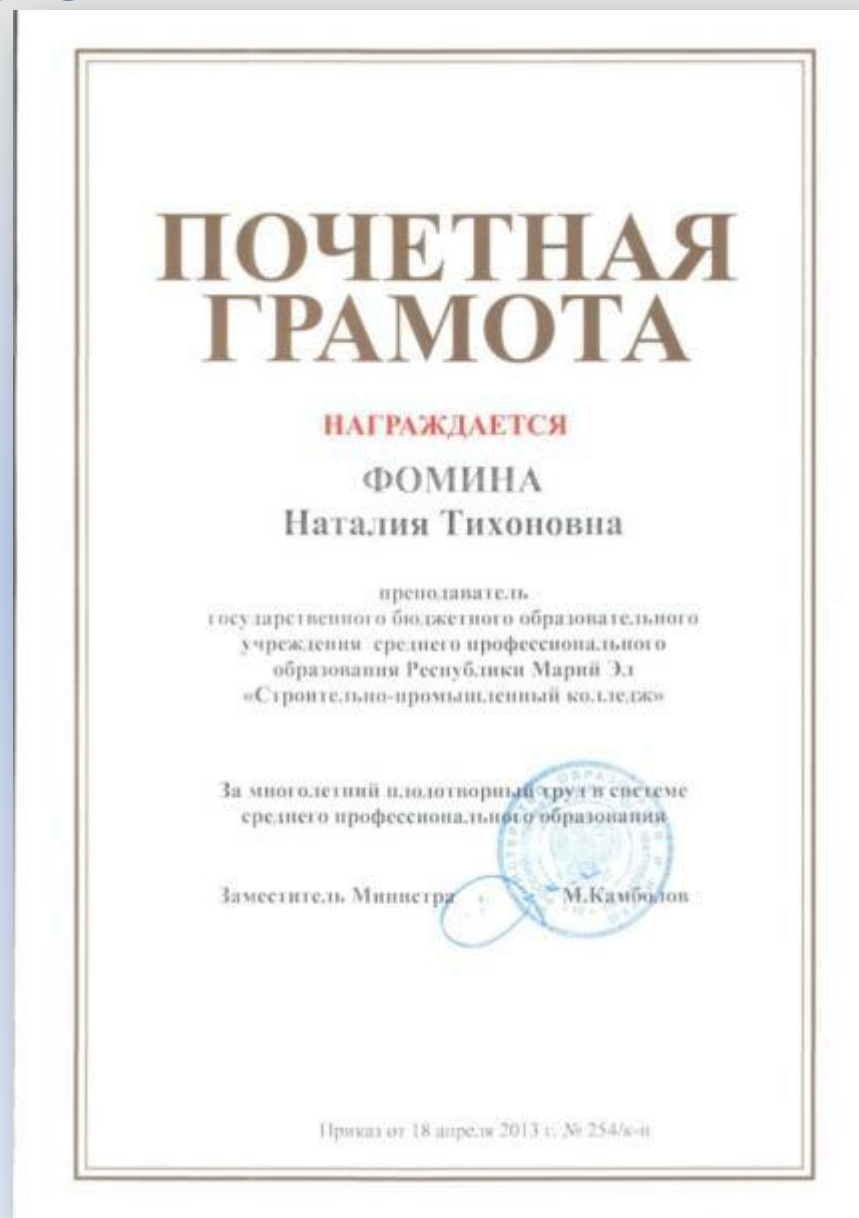 ПОЧЕТНАЯ
ГРАМОТА
НАГРАЖДАЕТСЯ
ФОМИНА
Наталия Тихоновна
преподаватель
государственного бюджетного образовательного
учреждения среднего профессионального
образования Республики Марий Эл
«Строительно-промышленный колледж»
За многолетний плодотворный труд в системе
среднего профессионального образования
Заместитель Министра М.Камболов
Приказ от 18 апреля 2013 г. № 254/к-н